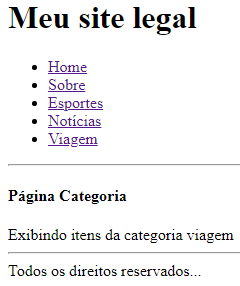 Meu site legal
Home
Sobre
Esportes
Notícias
Viagem
Página Categoria
Exibindo itens da categoria viagem
Todos os direitos reservados...